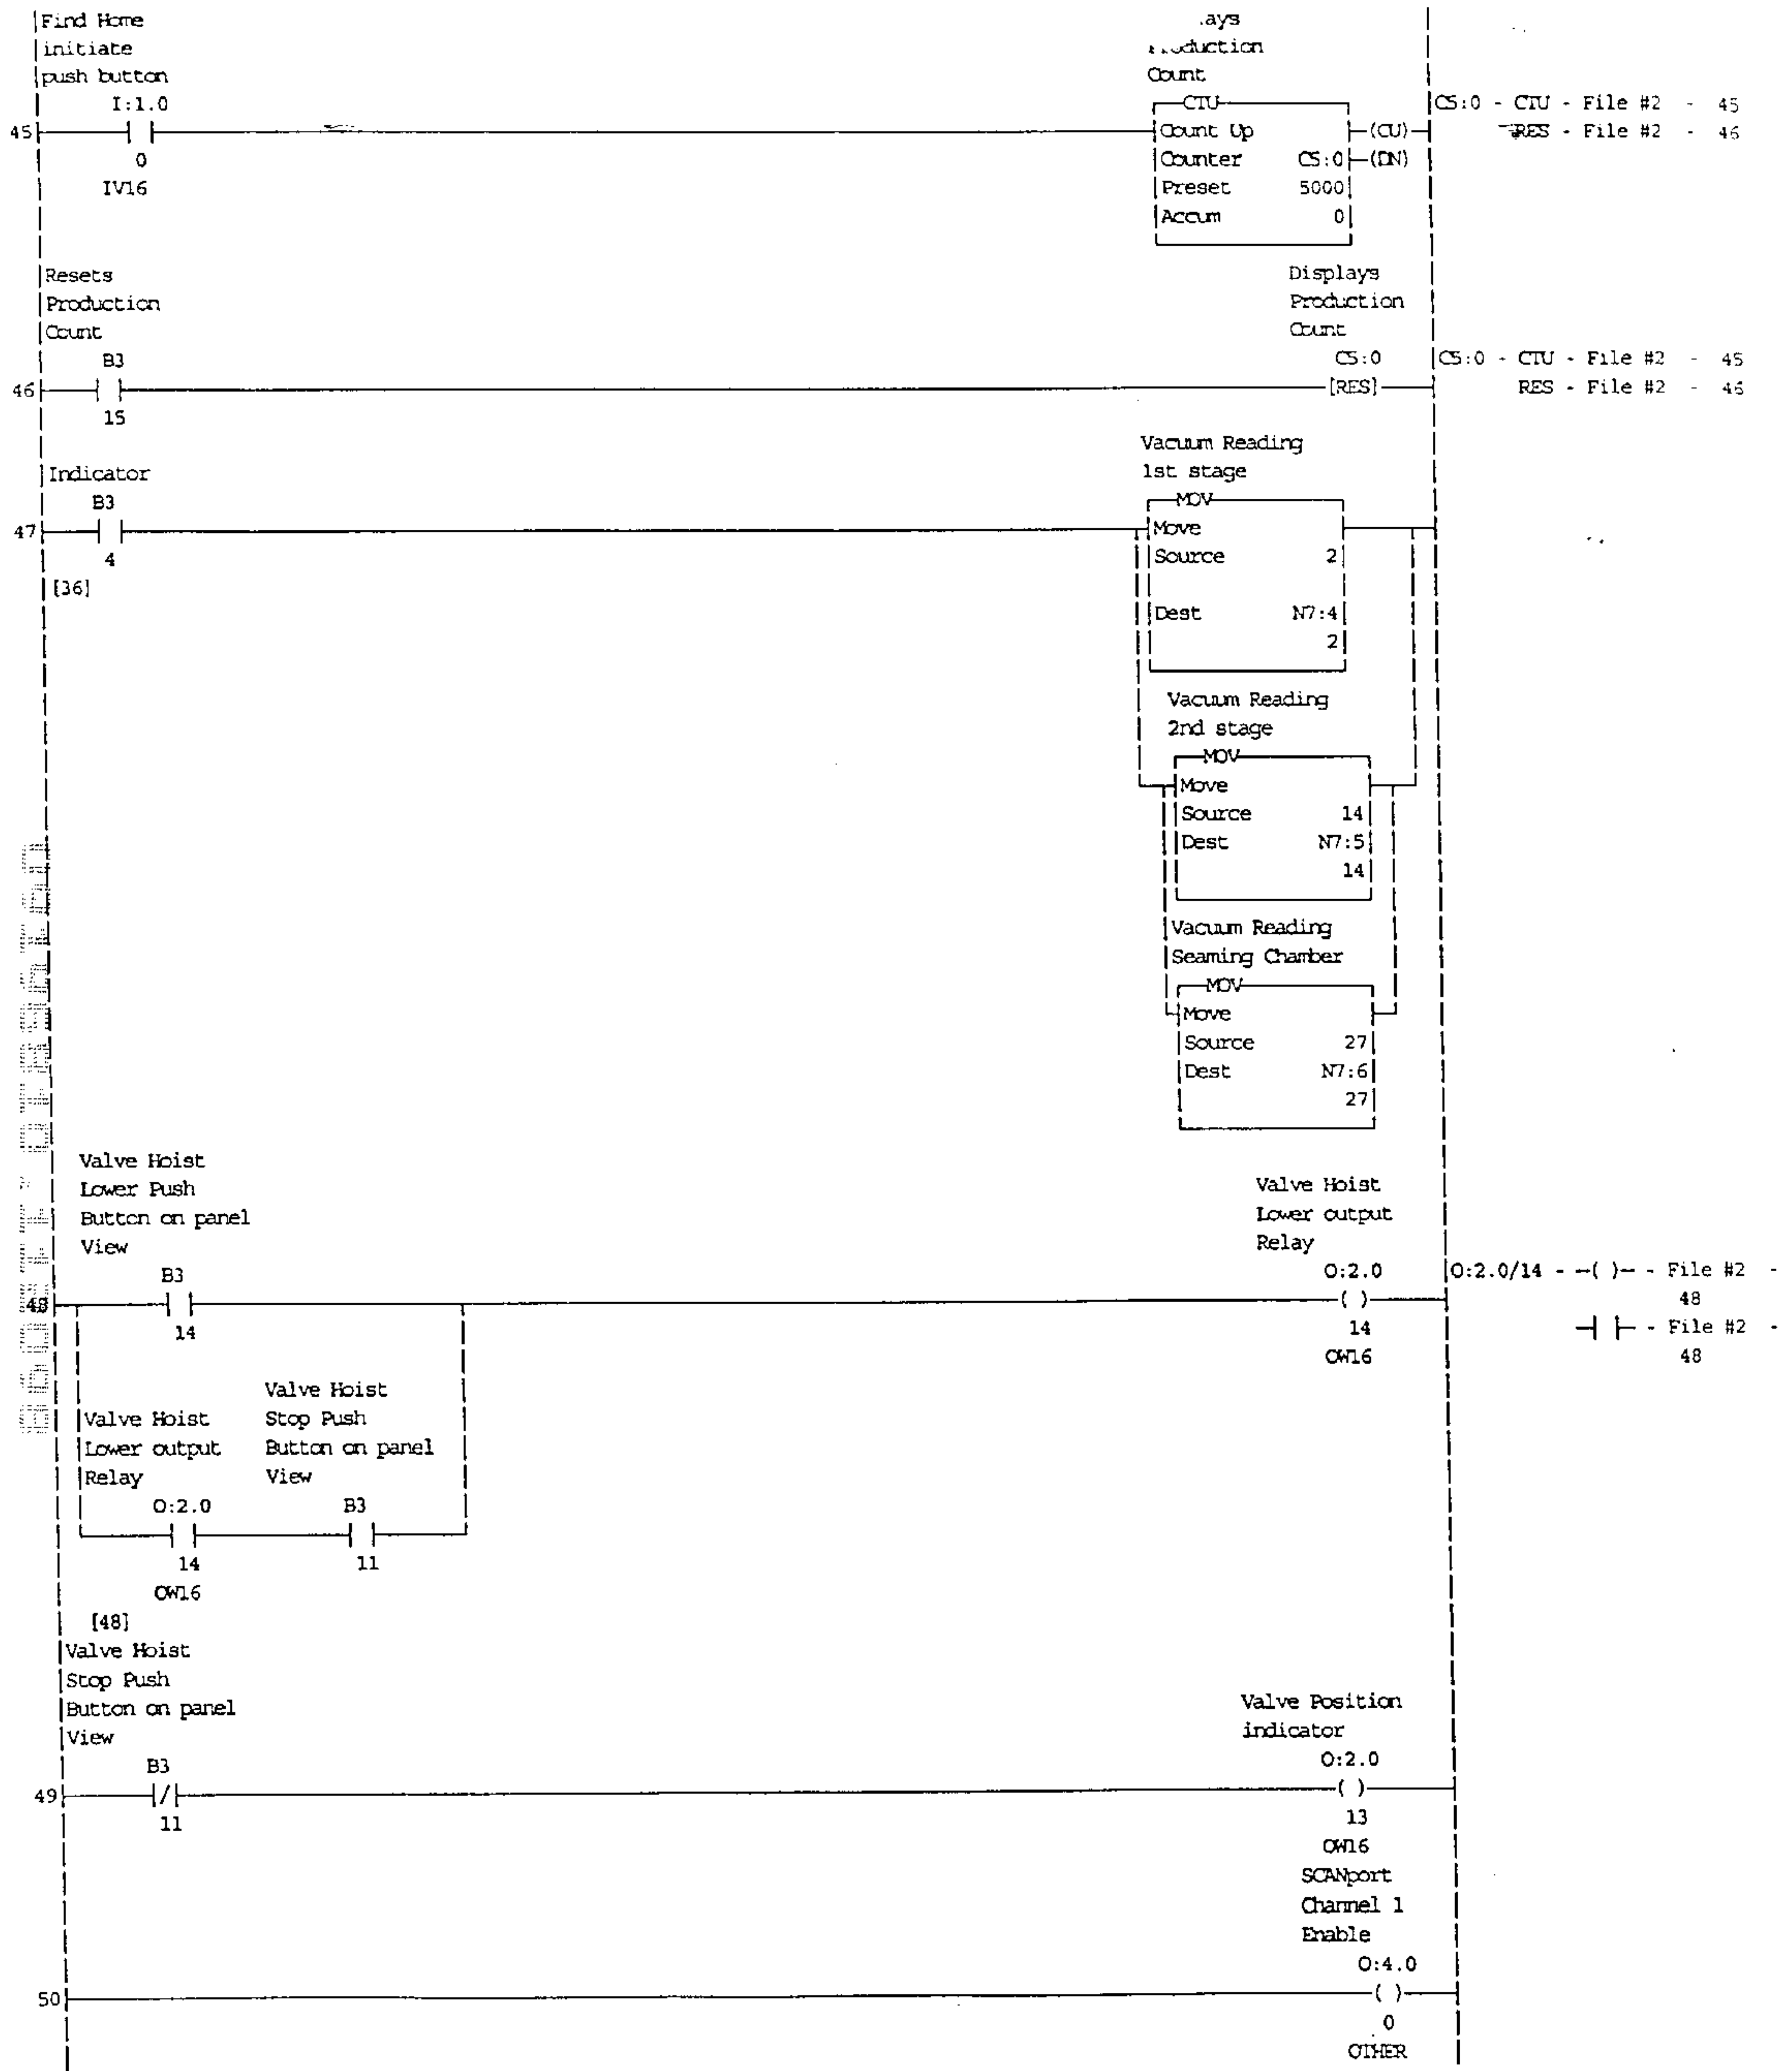 Find Home
initiate
push button
I:1.0
45
0
IV16
Production
Count
CTU
Count Up (CU)
Counter C5:0 (DN)
Preset 5000
Accum 0
C5:0 - CTU - File #2 - 45
RES - File #2 - 46
Resets
Production
Count
B3
46
15
Displays
Production
Count
C5:0
[RES]
C5:0 - CTU - File #2 - 45
RES - File #2 - 46
Indicator
B3
47
4
[36]
Vacuum Reading
1st stage
MOV
Move
Source 2
Dest N7:4
2
Vacuum Reading
2nd stage
MOV
Move
Source 14
Dest N7:5
14
Vacuum Reading
Seaming Chamber
MOV
Move
Source 27
Dest N7:6
27
Valve Hoist
Lower Push
Button on panel
View
B3
48
14
Valve Hoist
Lower output
Relay
O:2.0
( )
14
OW16
O:2.0/14 - -( )- - File #2 -
48
-| |- - File #2 -
48
Valve Hoist
Lower output
Relay
O:2.0
14
OW16
[48]
Valve Hoist
Stop Push
Button on panel
View
B3
11
Valve Hoist
Stop Push
Button on panel
View
B3
49
11
Valve Position
indicator
O:2.0
( )
13
OW16
SCANport
Channel 1
Enable
O:4.0
50
( )
0
OTHER